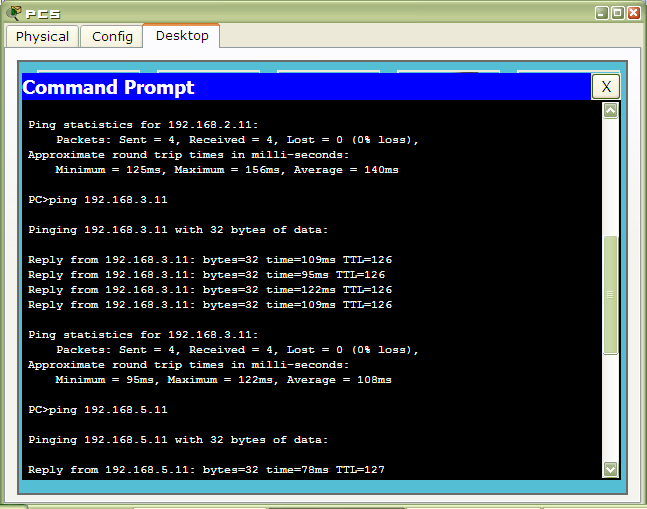 PC5
Physical Config Desktop
Command Prompt
X
Ping statistics for 192.168.2.11:
Packets: Sent = 4, Received = 4, Lost = 0 (0% loss),
Approximate round trip times in milli-seconds:
Minimum = 125ms, Maximum = 156ms, Average = 140ms
PC>ping 192.168.3.11
Pinging 192.168.3.11 with 32 bytes of data:
Reply from 192.168.3.11: bytes=32 time=109ms TTL=126
Reply from 192.168.3.11: bytes=32 time=95ms TTL=126
Reply from 192.168.3.11: bytes=32 time=122ms TTL=126
Reply from 192.168.3.11: bytes=32 time=109ms TTL=126
Ping statistics for 192.168.3.11:
Packets: Sent = 4, Received = 4, Lost = 0 (0% loss),
Approximate round trip times in milli-seconds:
Minimum = 95ms, Maximum = 122ms, Average = 108ms
PC>ping 192.168.5.11
Pinging 192.168.5.11 with 32 bytes of data:
Reply from 192.168.5.11: bytes=32 time=78ms TTL=127